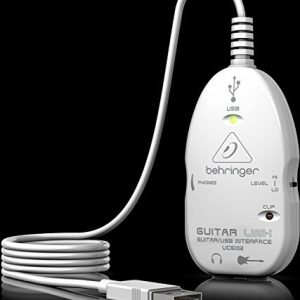 USB
behringer
PHONES
LEVEL
HI
LO
CLIP
GUITAR LINK
GUITAR/USB INTERFACE
UCG102